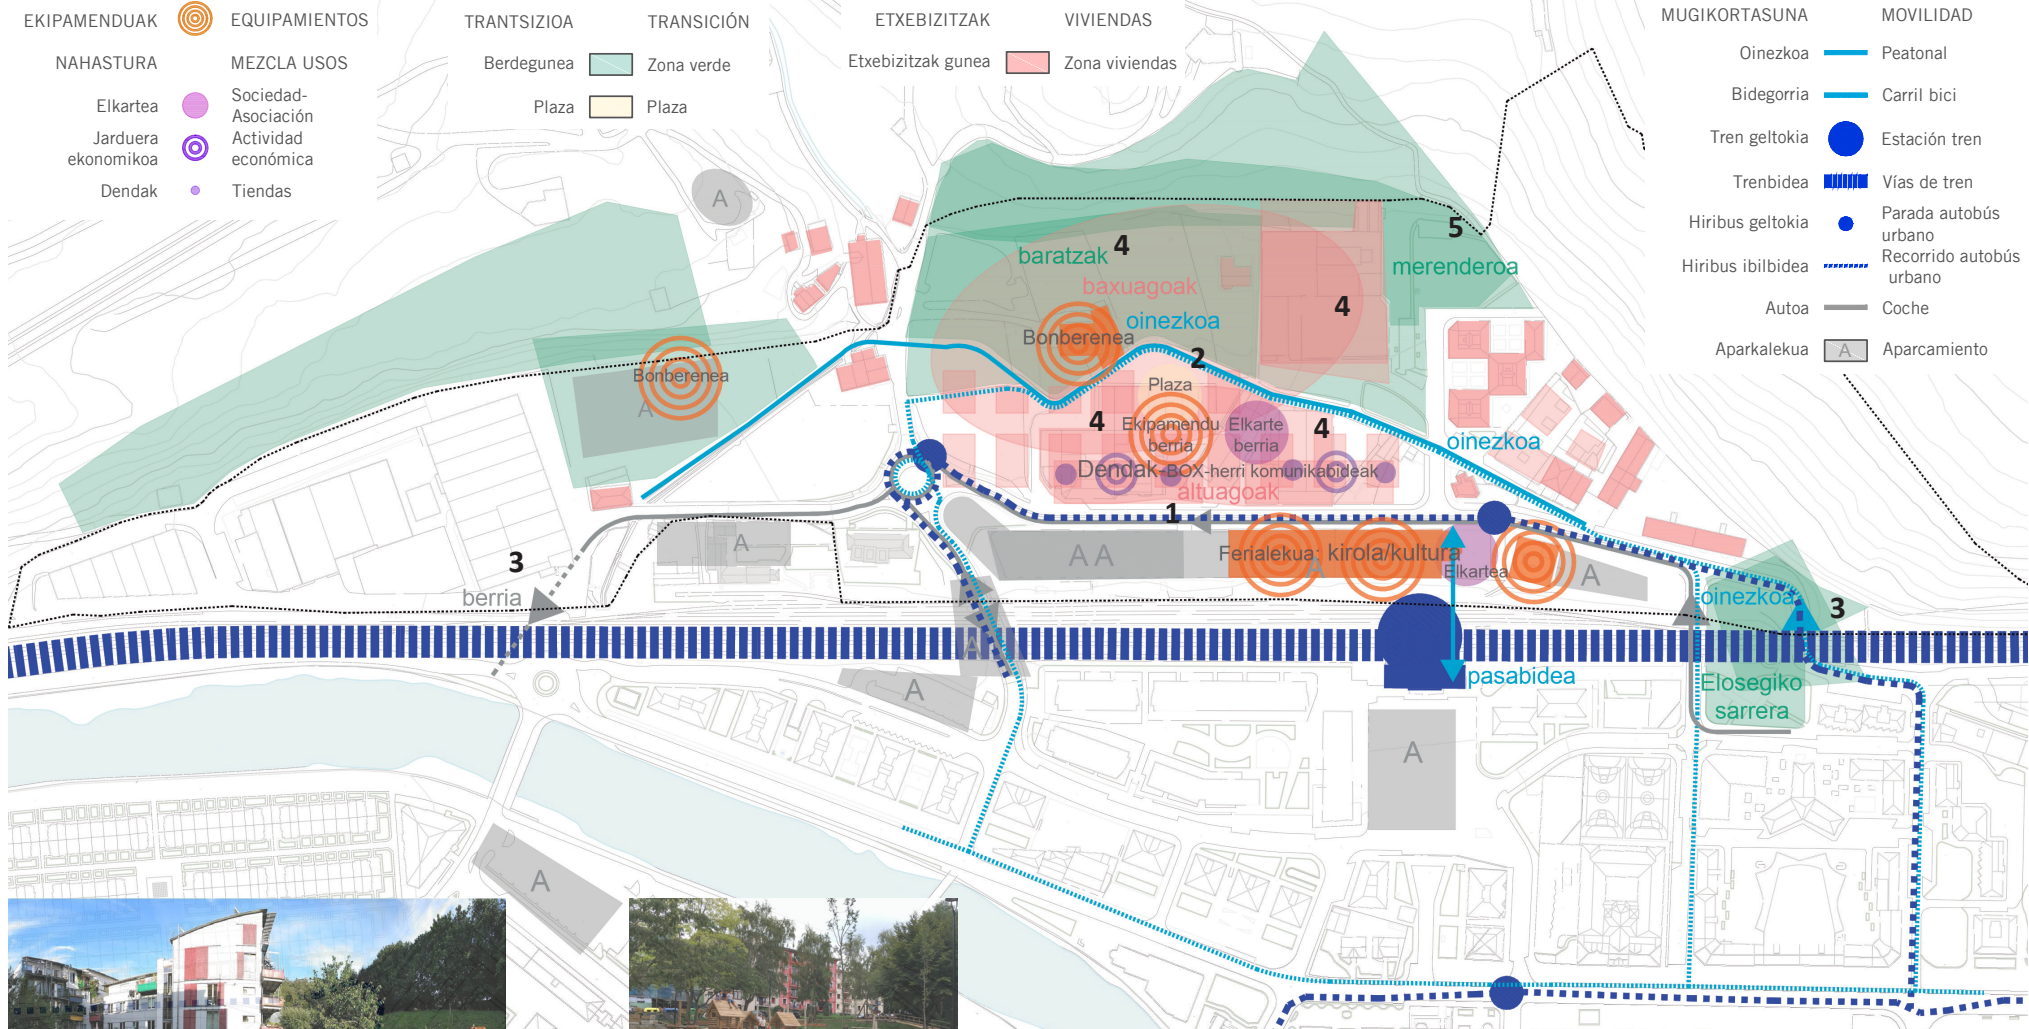 EKIPAMENDUAK EQUIPAMIENTOS
NAHASTURA MEZCLA USOS
Elkartea Sociedad-
Asociación
Jarduera
ekonomikoa
Actividad
económica
Dendak Tiendas
TRANTSIZIOA TRANSICIÓN
Berdegunea Zona verde
Plaza Plaza
ETXEBIZITZAK VIVIENDAS
Etxebizitzak gunea Zona viviendas
MUGIKORTASUNA MOVILIDAD
Oinezkoa Peatonal
Bidegorria Carril bici
Tren geltokia Estación tren
Trenbidea Vías de tren
Hiribus geltokia Parada autobús
urbano
Hiribus ibilbidea Recorrido autobús
urbano
Autoa Coche
Aparkalekua A Aparcamiento
A
4
5
baratzak
merenderoa
baxuagoak
4
oinezkoa
Bonberenea
2
Bonberenea
Plaza
A
4
Ekipamendu
berria
Elkarte
berria
4
oinezkoa
Dendak-BOX-herri komunikabideak
altuagoak
1
A
A A
Ferialekua: kirola/kultura
A
Elkartea
A
3
berria
oinezkoa
3
A
pasabidea
A
Elosegiko
sarrera
A
A